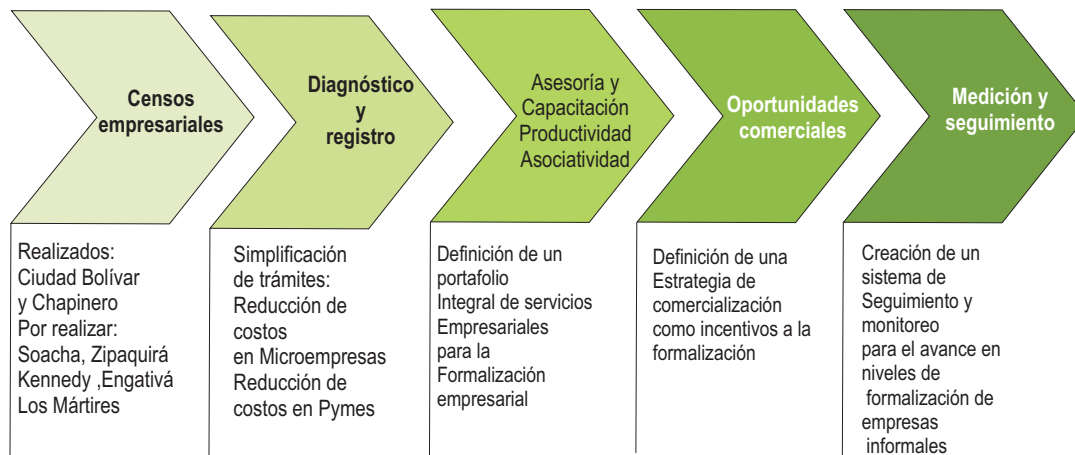 Censos
empresariales
Diagnóstico
y
registro
Asesoría y
Capacitación
Productividad
Asociatividad
Oportunidades
comerciales
Medición y
seguimiento
Realizados:
Ciudad Bolívar
y Chapinero
Por realizar:
Soacha, Zipaquirá
Kennedy ,Engativá
Los Mártires
Simplificación
de trámites:
Reducción de
costos
en Microempresas
Reducción de
costos en Pymes
Definición de un
portafolio
Integral de servicios
Empresariales
para la
Formalización
empresarial
Definición de una
Estrategia de
comercialización
como incentivos a la
formalización
Creación de un
sistema de
Seguimiento y
monitoreo
para el avance en
niveles de
formalización de
empresas
informales